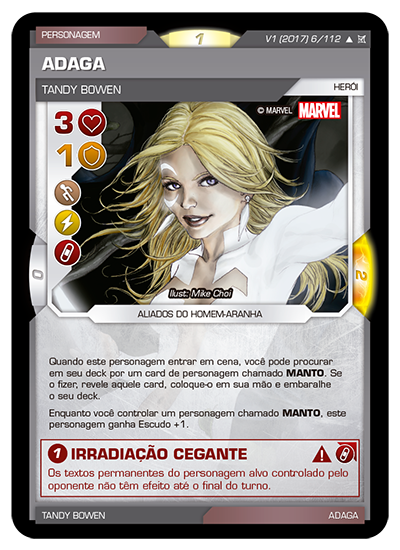 PERSONAGEM
1
V1 (2017) 6/112
ADAGA
TANDY BOWEN
HERÓI
© MARVEL MARVEL
3
1
0
2
Ilust: Mike Choi
ALIADOS DO HOMEM-ARANHA
Quando este personagem entrar em cena, você pode procurar
em seu deck por um card de personagem chamado MANTO. Se
o fizer, revele aquele card, coloque-o em sua mão e embaralhe
o seu deck.
Enquanto você controlar um personagem chamado MANTO, este
personagem ganha Escudo +1.
1 IRRADIAÇÃO CEGANTE
Os textos permanentes do personagem alvo controlado pelo
oponente não têm efeito até o final do turno.
TANDY BOWEN
ADAGA